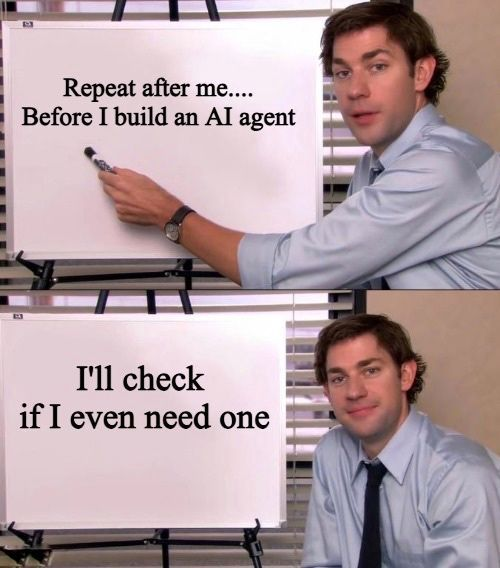 Repeat after me....
Before I build an AI agent
I'll check
if I even need one